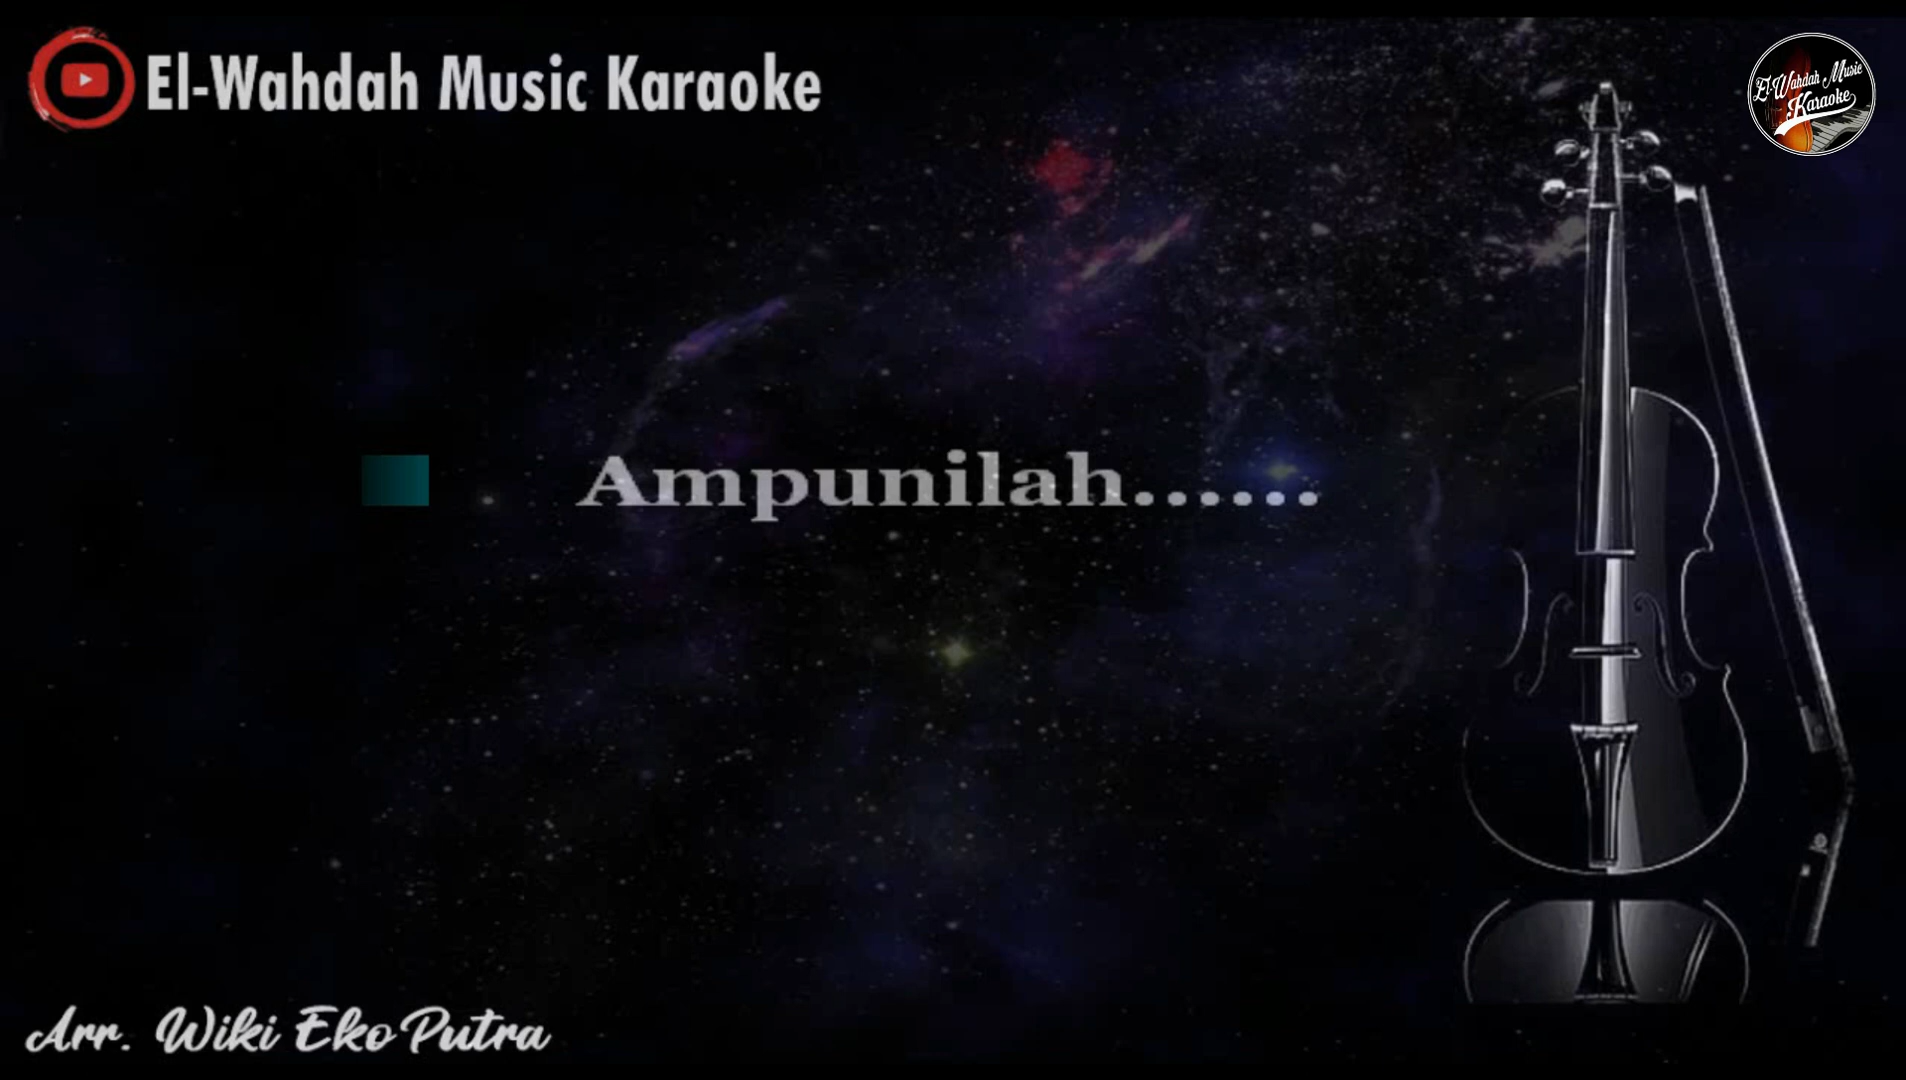 El-Wahdah Music Karaoke
El-Wahdah Music
Karaoke
Ampunilah......
Arr. Wiki Eko Putra